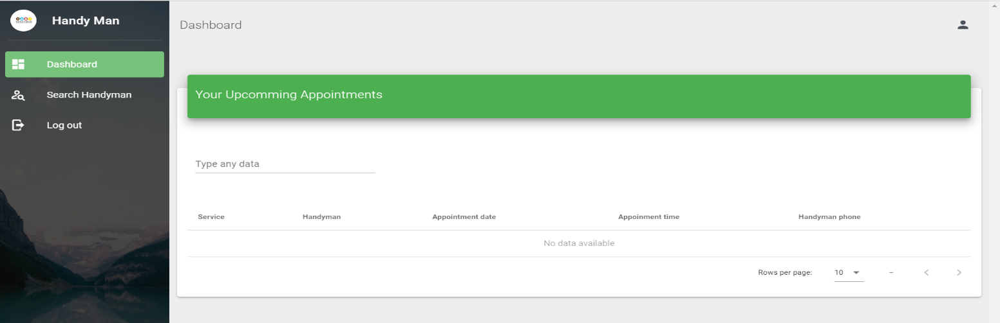 Handy Man
Dashboard
Dashboard
Search Handyman
Log out
Your Upcomming Appointments
Type any data
Service Handyman Appointment date Appoinment time Handyman phone
No data available
Rows per page: 10 –